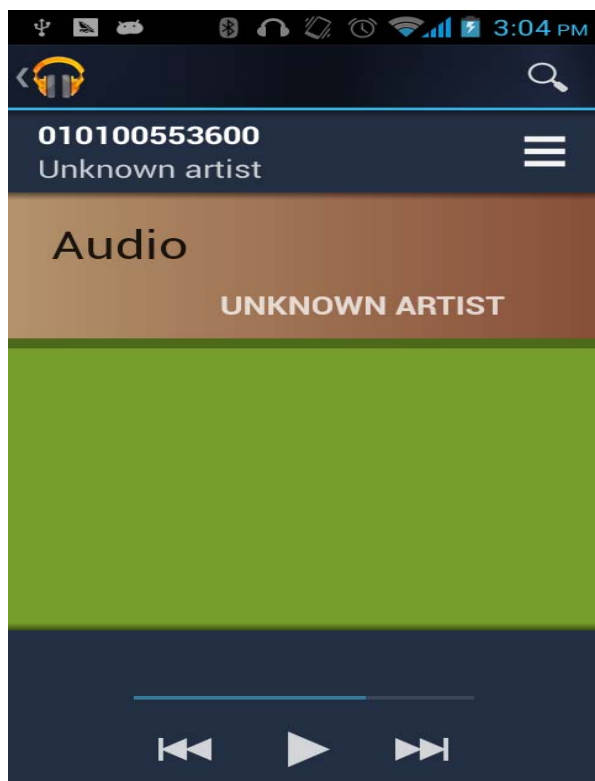 3:04 PM
010100553600
Unknown artist
Audio
UNKNOWN ARTIST